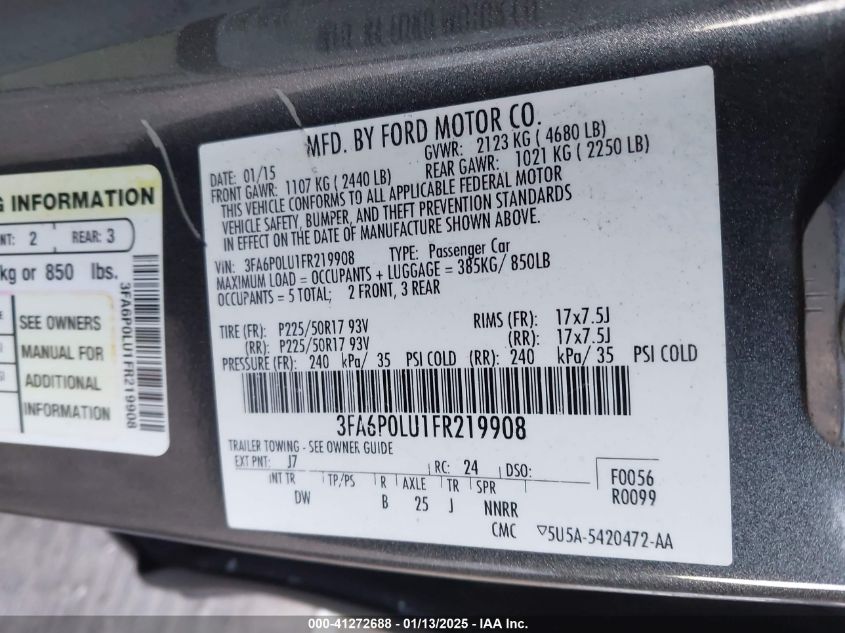 MFD. BY FORD MOTOR CO.
DATE: 01/15
GVWR: 2123 KG ( 4680 LB)
FRONT GAWR: 1107 KG ( 2440 LB)
REAR GAWR: 1021 KG ( 2250 LB)
THIS VEHICLE CONFORMS TO ALL APPLICABLE FEDERAL MOTOR
VEHICLE SAFETY, BUMPER, AND THEFT PREVENTION STANDARDS
IN EFFECT ON THE DATE OF MANUFACTURE SHOWN ABOVE.
VIN: 3FA6P0LU1FR219908 TYPE: Passenger Car
MAXIMUM LOAD = OCCUPANTS + LUGGAGE = 385KG/ 850LB
OCCUPANTS = 5 TOTAL; 2 FRONT, 3 REAR
TIRE (FR): P225/50R17 93V RIMS (FR): 17x7.5J
(RR): P225/50R17 93V (RR): 17x7.5J
PRESSURE (FR): 240 kPa/ 35 PSI COLD (RR): 240 kPa/ 35 PSI COLD
3FA6P0LU1FR219908
TRAILER TOWING - SEE OWNER GUIDE
EXT PNT: J7 RC: 24 DSO:
INT TR TP/PS R AXLE TR SPR
DW B 25 J NNRR
F0056
R0099
CMC ▽5U5A-5420472-AA
G INFORMATION
NT: 2 REAR: 3
kg or 850 lbs.
SEE OWNERS
MANUAL FOR
ADDITIONAL
INFORMATION
3FA6P0LU1FR219908
000-41272688 - 01/13/2025 - IAA Inc.